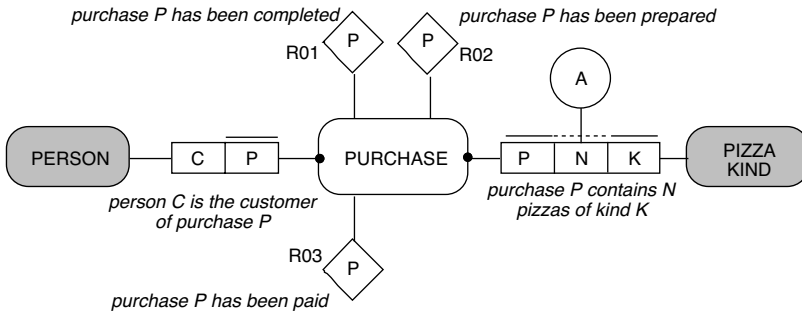 purchase P has been completed
purchase P has been prepared
P
P
R01
R02
A
PERSON
C
P
PURCHASE
P
N
K
PIZZA
KIND
person C is the customer
of purchase P
purchase P contains N
pizzas of kind K
R03
P
purchase P has been paid